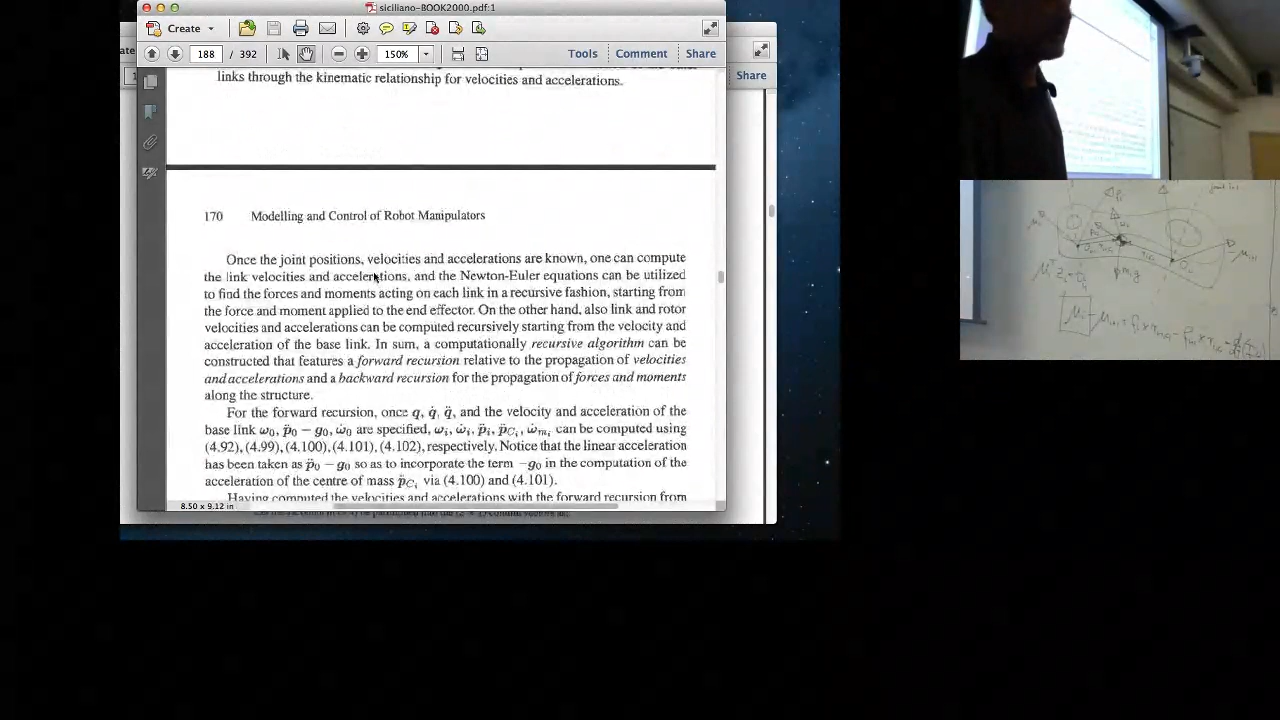 siciliano-BOOK2000.pdf:1
Create
188 / 392
150%
Tools
Comment
Share
Share
links through the kinematic relationship for velocities and accelerations.
170 Modelling and Control of Robot Manipulators
Once the joint positions, velocities and accelerations are known, one can compute
the link velocities and accelerations, and the Newton-Euler equations can be utilized
to find the forces and moments acting on each link in a recursive fashion, starting from
the force and moment applied to the end effector. On the other hand, also link and rotor
velocities and accelerations can be computed recursively starting from the velocity and
acceleration of the base link. In sum, a computationally recursive algorithm can be
constructed that features a forward recursion relative to the propagation of velocities
and accelerations and a backward recursion for the propagation of forces and moments
along the structure.
For the forward recursion, once q, q̇, q̈, and the velocity and acceleration of the
base link ω₀, p̈₀ − g₀, ω̇₀ are specified, ωᵢ, ω̇ᵢ, p̈ᵢ, p̈_Cᵢ, ω̇_mᵢ can be computed using
(4.92), (4.99), (4.100), (4.101), (4.102), respectively. Notice that the linear acceleration
has been taken as p̈₀ − g₀ so as to incorporate the term −g₀ in the computation of the
acceleration of the centre of mass p̈_Cᵢ via (4.100) and (4.101).
Having computed the velocities and accelerations with the forward recursion from
8.50 x 9.12 in